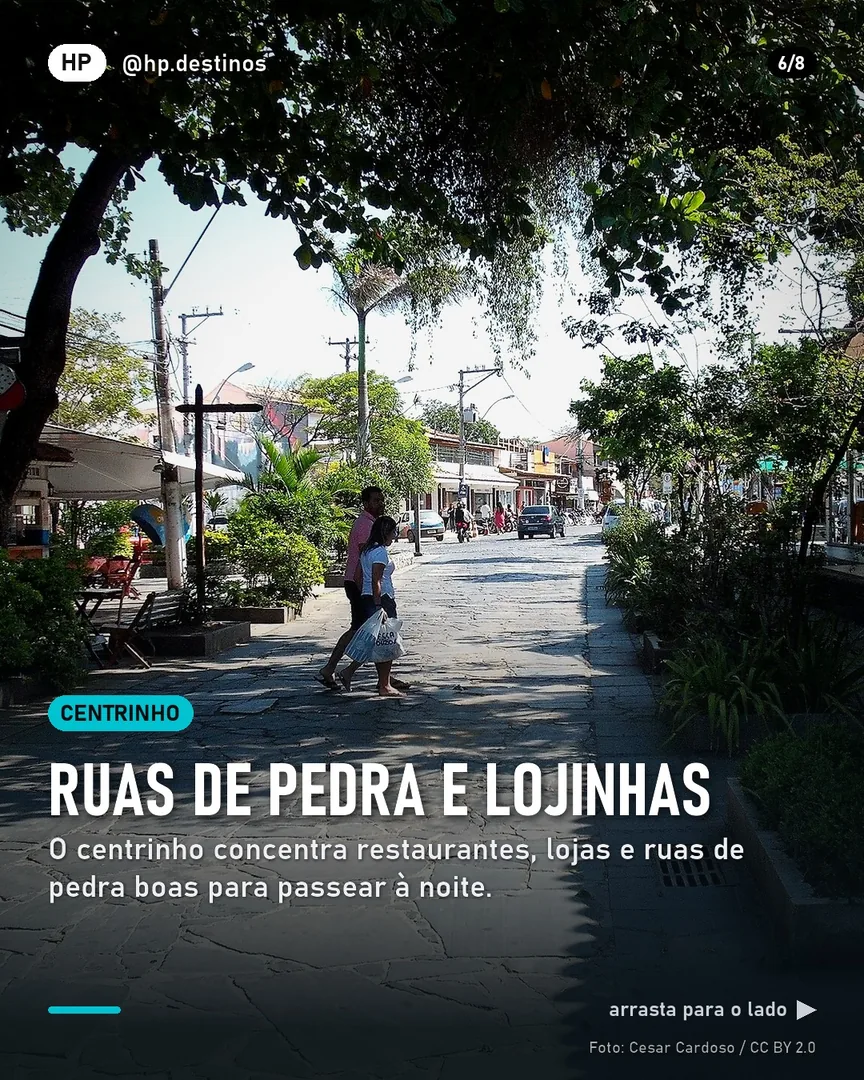 HP @hp.destinos
6/8
CENTRINHO
RUAS DE PEDRA E LOJINHAS
O centrinho concentra restaurantes, lojas e ruas de
pedra boas para passear à noite.
arrasta para o lado
Foto: Cesar Cardoso / CC BY 2.0